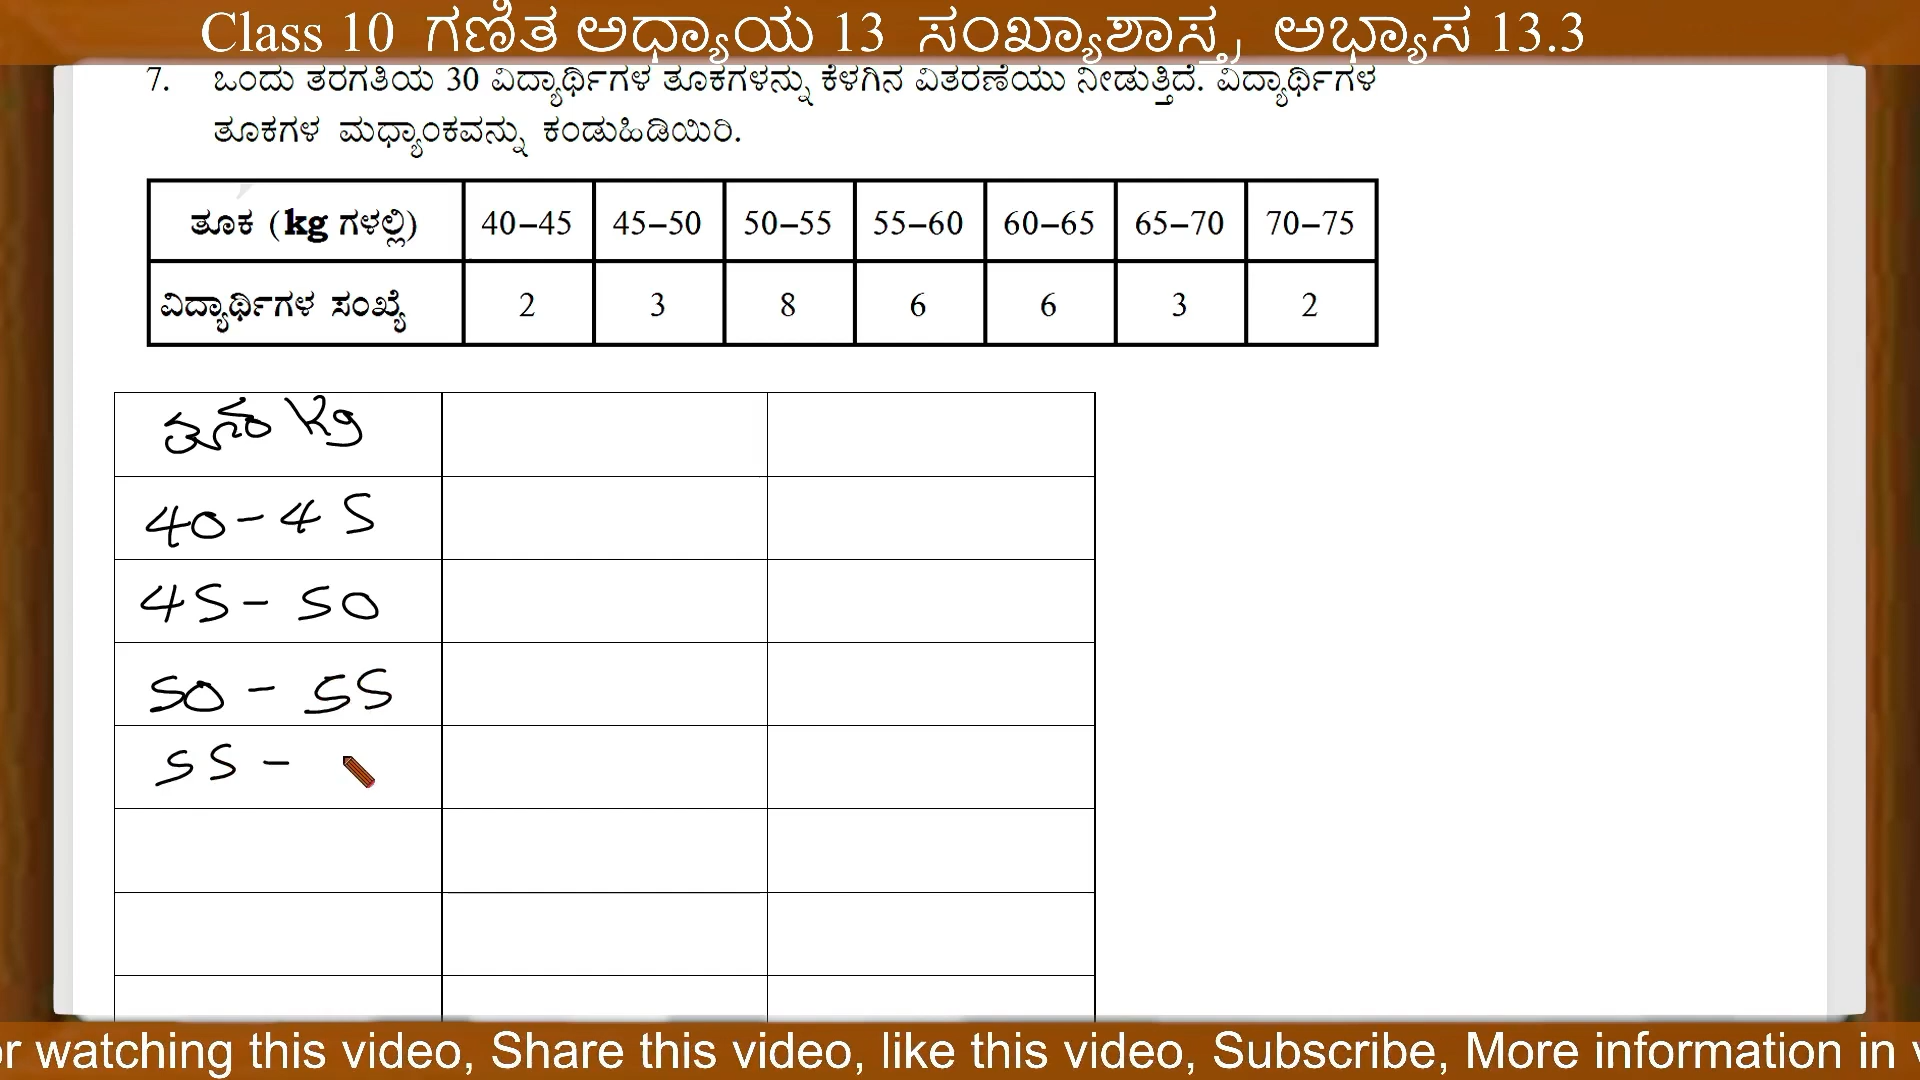 Class 10 ಗಣಿತ ಅಧ್ಯಾಯ 13 ಸಂಖ್ಯಾಶಾಸ್ತ್ರ, ಅಭ್ಯಾಸ 13.3
7. ಒಂದು ತರಗತಿಯ 30 ವಿದ್ಯಾರ್ಥಿಗಳ ತೂಕಗಳನ್ನು ಕೆಳಗಿನ ವಿತರಣೆಯು ನೀಡುತ್ತಿದೆ. ವಿದ್ಯಾರ್ಥಿಗಳ
ತೂಕಗಳ ಮಧ್ಯಾಂಕವನ್ನು ಕಂಡುಹಿಡಿಯಿರಿ.
ತೂಕ (kg ಗಳಲ್ಲಿ) 40–45 45–50 50–55 55–60 60–65 65–70 70–75
ವಿದ್ಯಾರ್ಥಿಗಳ ಸಂಖ್ಯೆ 2 3 8 6 6 3 2
kg
40 - 45
45 - 50
50 - 55
55 -
watching this video, Share this video, like this video, Subscribe, More information in